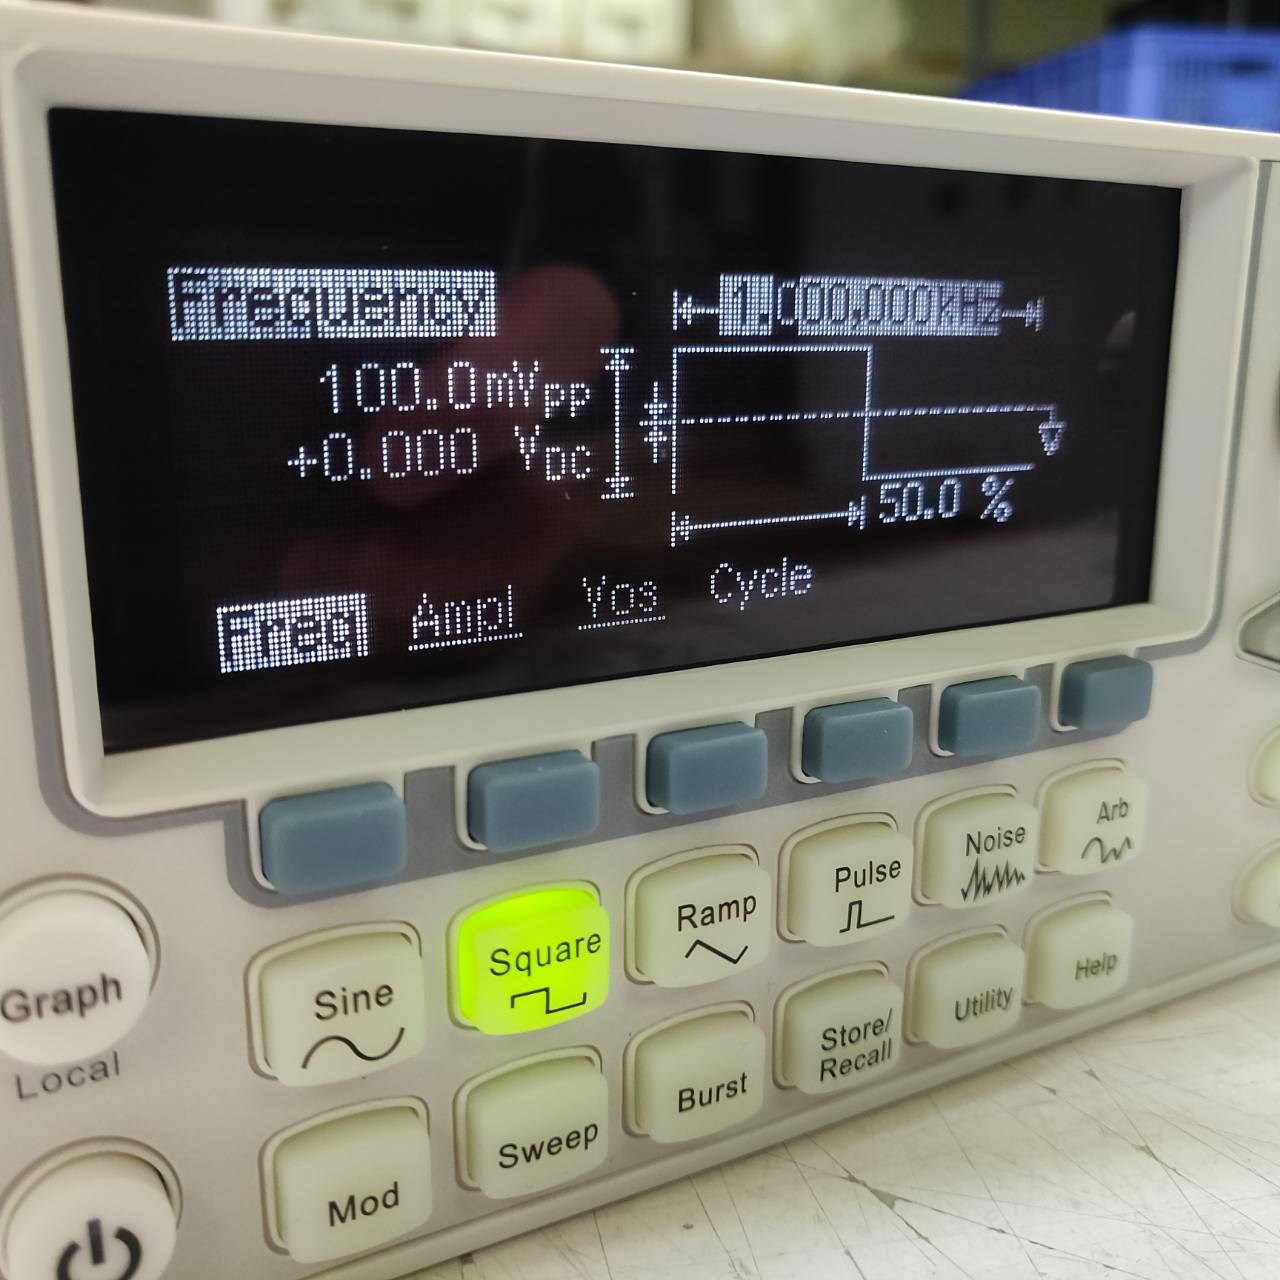 Frequency
1.000,000kHz
100.0mVPP
+0.000 VDC
50.0 %
Freq Ampl Vos Cycle
Graph
Local
Sine Square Ramp Pulse Noise Arb
Mod Sweep Burst Store/ Recall Utility Help